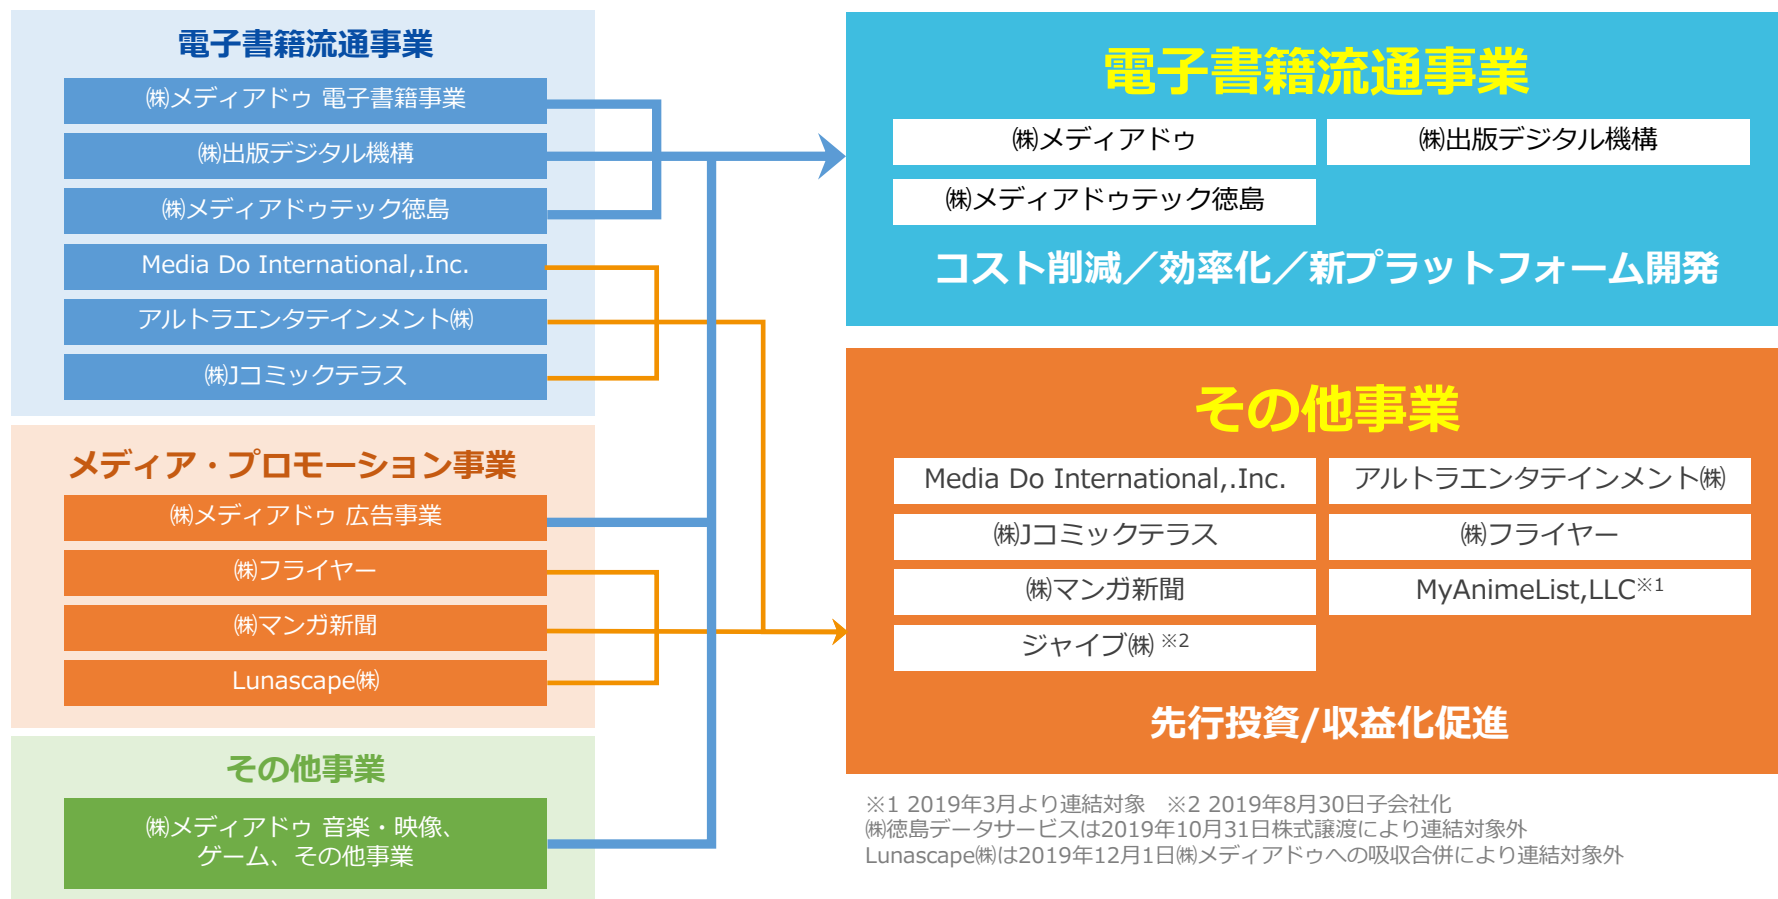 電子書籍流通事業
㈱メディアドゥ 電子書籍事業
㈱出版デジタル機構
㈱メディアドゥテック徳島
Media Do International,.Inc.
アルトラエンタテインメント㈱
㈱Jコミックテラス
メディア・プロモーション事業
㈱メディアドゥ 広告事業
㈱フライヤー
㈱マンガ新聞
Lunascape㈱
その他事業
㈱メディアドゥ 音楽・映像、
ゲーム、その他事業
電子書籍流通事業
㈱メディアドゥ
㈱出版デジタル機構
㈱メディアドゥテック徳島
コスト削減／効率化／新プラットフォーム開発
その他事業
Media Do International,.Inc.
アルトラエンタテインメント㈱
㈱Jコミックテラス
㈱フライヤー
㈱マンガ新聞
MyAnimeList,LLC※1
ジャイブ㈱ ※2
先行投資/収益化促進
※1 2019年3月より連結対象　※2 2019年8月30日子会社化
㈱徳島データサービスは2019年10月31日株式譲渡により連結対象外
Lunascape㈱は2019年12月1日㈱メディアドゥへの吸収合併により連結対象外